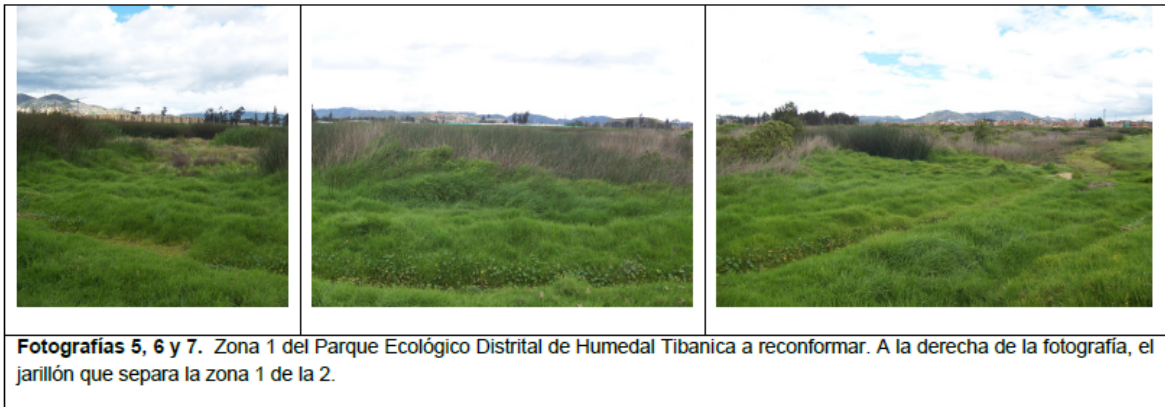 Fotografías 5, 6 y 7. Zona 1 del Parque Ecológico Distrital de Humedal Tibanica a reconformar. A la derecha de la fotografía, el
jarillón que separa la zona 1 de la 2.